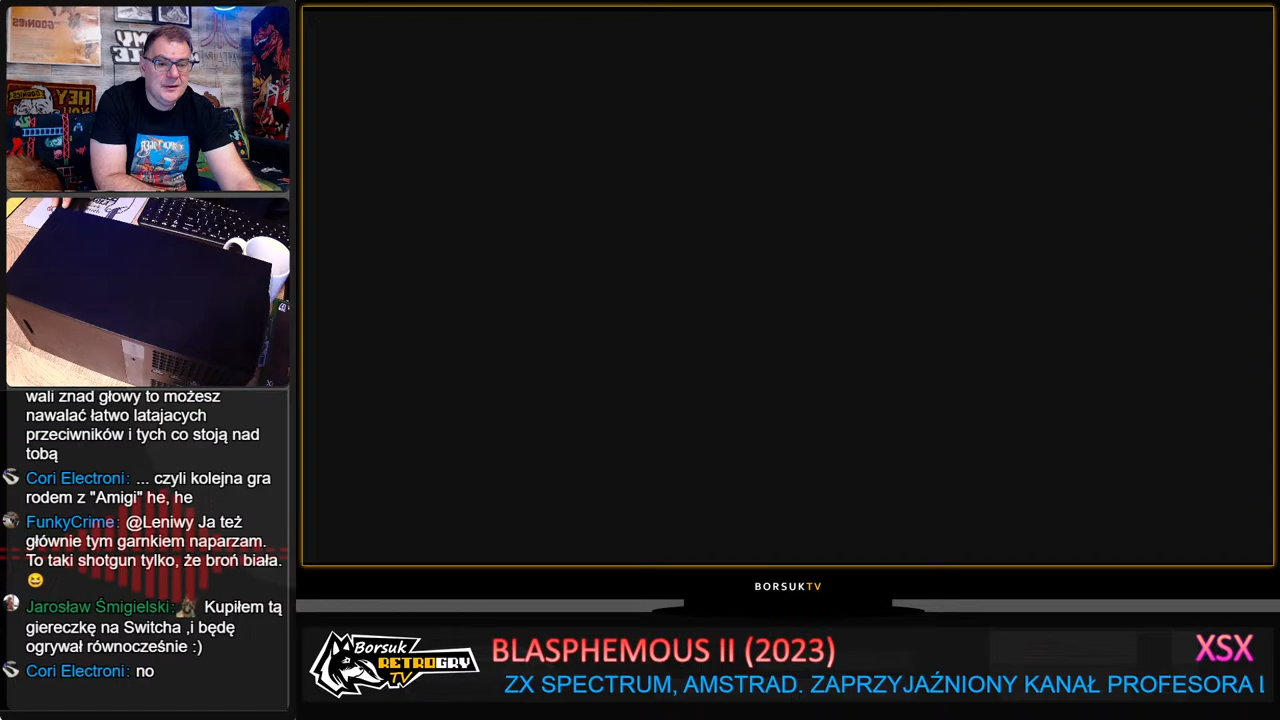 HEY
YOU
wali znad głowy to możesz
nawalać łatwo latajacych
przeciwników i tych co stoją nad
tobą
Cori Electroni: ... czyli kolejna gra
rodem z "Amigi" he, he
FunkyCrime: @Leniwy Ja też
głównie tym garnkiem naparzam.
To taki shotgun tylko, że broń biała.
Jarosław Śmigielski: Kupiłem tą
giereczkę na Switcha ,i będę
ogrywał równocześnie :)
Cori Electroni: no
BORSUKTV
Borsuk
RETROGRY
TV
BLASPHEMOUS II (2023)
XSX
ZX SPECTRUM, AMSTRAD. ZAPRZYJAŹNIONY KANAŁ PROFESORA